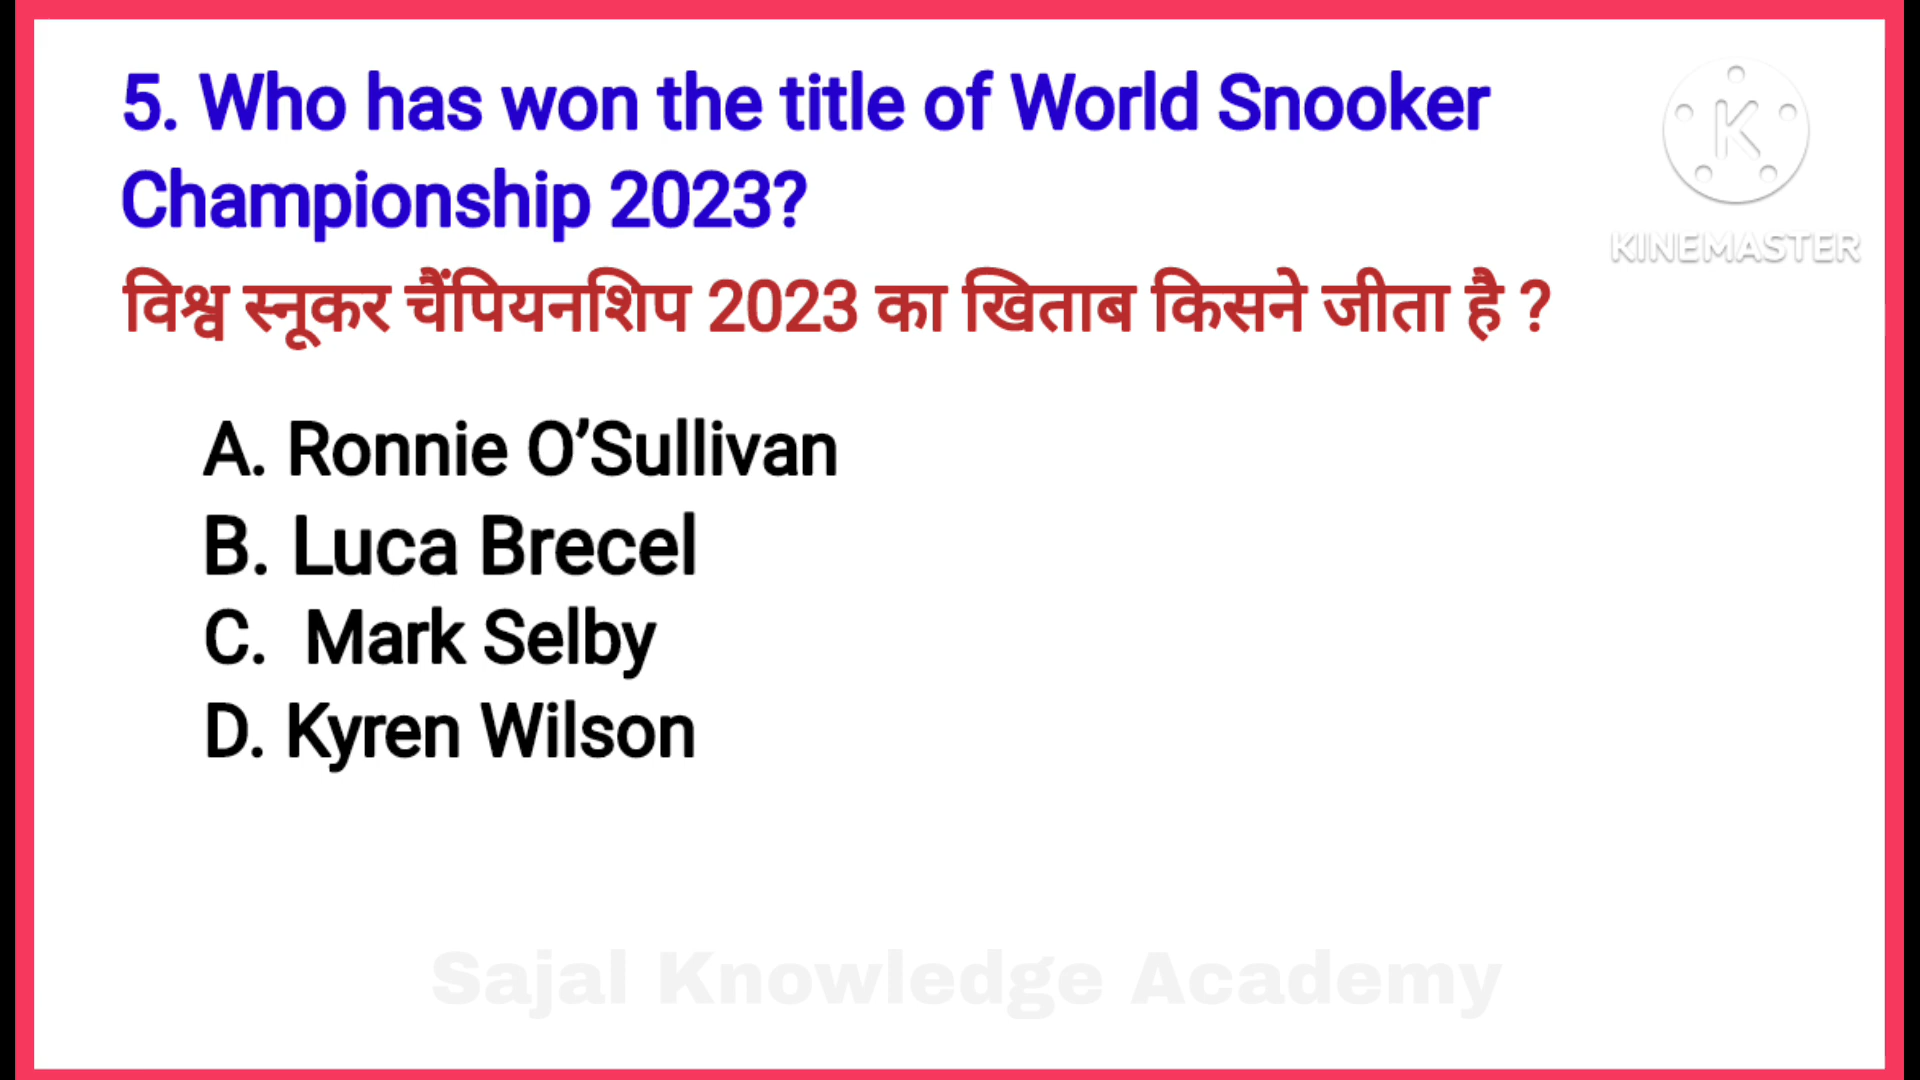 5. Who has won the title of World Snooker
K
Championship 2023?
KINEMASTER
विश्व स्नूकर चैंपियनशिप 2023 का खिताब किसने जीता है ?
A. Ronnie O’Sullivan
B. Luca Brecel
C. Mark Selby
D. Kyren Wilson
Sajal Knowledge Academy